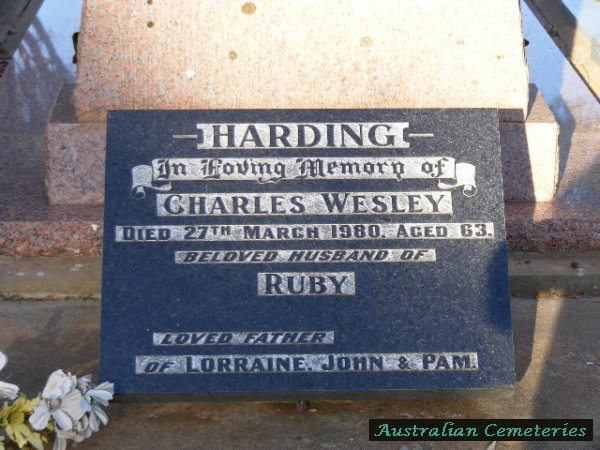 HARDING
In Loving Memory of
CHARLES WESLEY
DIED 27TH MARCH 1980, AGED 63.
BELOVED HUSBAND OF
RUBY
LOVED FATHER
OF LORRAINE, JOHN & PAM.
Australian Cemeteries